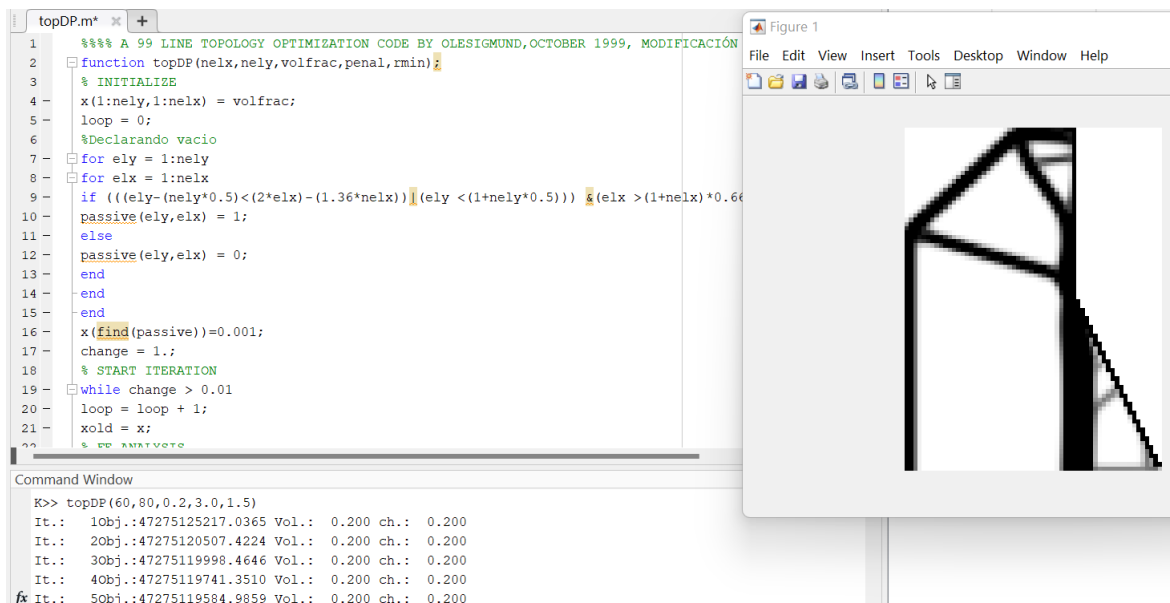 topDP.m* × +
1 %%%% A 99 LINE TOPOLOGY OPTIMIZATION CODE BY OLESIGMUND,OCTOBER 1999, MODIFICACIÓN
2 function topDP(nelx,nely,volfrac,penal,rmin);
3 % INITIALIZE
4 - x(1:nely,1:nelx) = volfrac;
5 - loop = 0;
6 %Declarando vacio
7 - for ely = 1:nely
8 - for elx = 1:nelx
9 - if (((ely-(nely*0.5)<(2*elx)-(1.36*nelx))|(ely <(1+nely*0.5))) &(elx >(1+nelx)*0.66
10 - passive(ely,elx) = 1;
11 - else
12 - passive(ely,elx) = 0;
13 - end
14 - end
15 - end
16 - x(find(passive))=0.001;
17 - change = 1.;
18 % START ITERATION
19 - while change > 0.01
20 - loop = loop + 1;
21 - xold = x;
22 % FE ANALYSIS
Command Window
K>> topDP(60,80,0.2,3.0,1.5)
It.: 1Obj.:47275125217.0365 Vol.: 0.200 ch.: 0.200
It.: 2Obj.:47275120507.4224 Vol.: 0.200 ch.: 0.200
It.: 3Obj.:47275119998.4646 Vol.: 0.200 ch.: 0.200
It.: 4Obj.:47275119741.3510 Vol.: 0.200 ch.: 0.200
fx It.: 5Obj.:47275119584.9859 Vol.: 0.200 ch.: 0.200
Figure 1
File Edit View Insert Tools Desktop Window Help